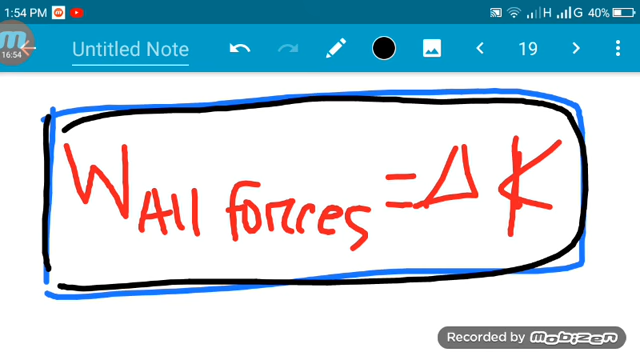 1:54 PM H G 40%
16:54 Untitled Note 19
W All forces = Δ K
Recorded by mobizen